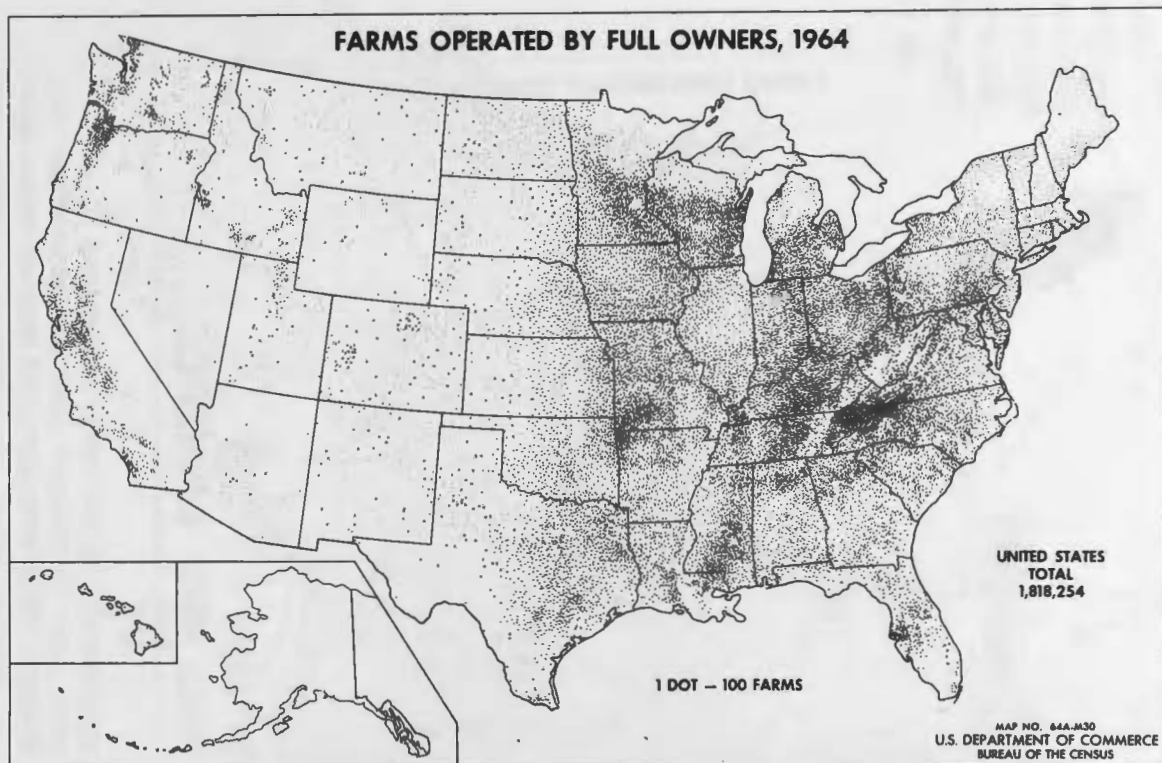 FARMS OPERATED BY FULL OWNERS, 1964
UNITED STATES
TOTAL
1,818,254
1 DOT — 100 FARMS
MAP NO. 64A-M30
U.S. DEPARTMENT OF COMMERCE
BUREAU OF THE CENSUS